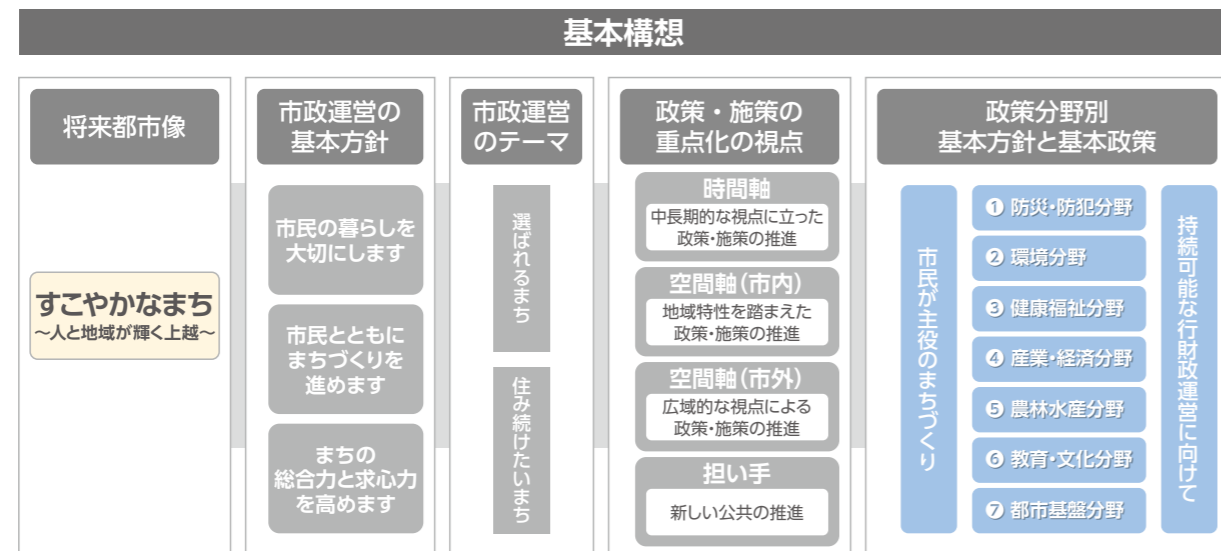 基本構想
将来都市像
すこやかなまち
～人と地域が輝く上越～
市政運営の
基本方針
市民の暮らしを
大切にします
市民とともに
まちづくりを
進めます
まちの
総合力と求心力
を高めます
市政運営
のテーマ
選ばれるまち
住み続けたいまち
政策・施策の
重点化の視点
時間軸
中長期的な視点に立った
政策・施策の推進
空間軸（市内）
地域特性を踏まえた
政策・施策の推進
空間軸（市外）
広域的な視点による
政策・施策の推進
担い手
新しい公共の推進
政策分野別
基本方針と基本政策
市民が主役のまちづくり
❶ 防災・防犯分野
❷ 環境分野
❸ 健康福祉分野
❹ 産業・経済分野
❺ 農林水産分野
❻ 教育・文化分野
❼ 都市基盤分野
持続可能な行財政運営に向けて